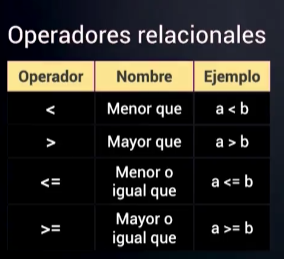 Operadores relacionales
Operador Nombre Ejemplo
< Menor que a < b
> Mayor que a > b
<= Menor o igual que a <= b
>= Mayor o igual que a >= b